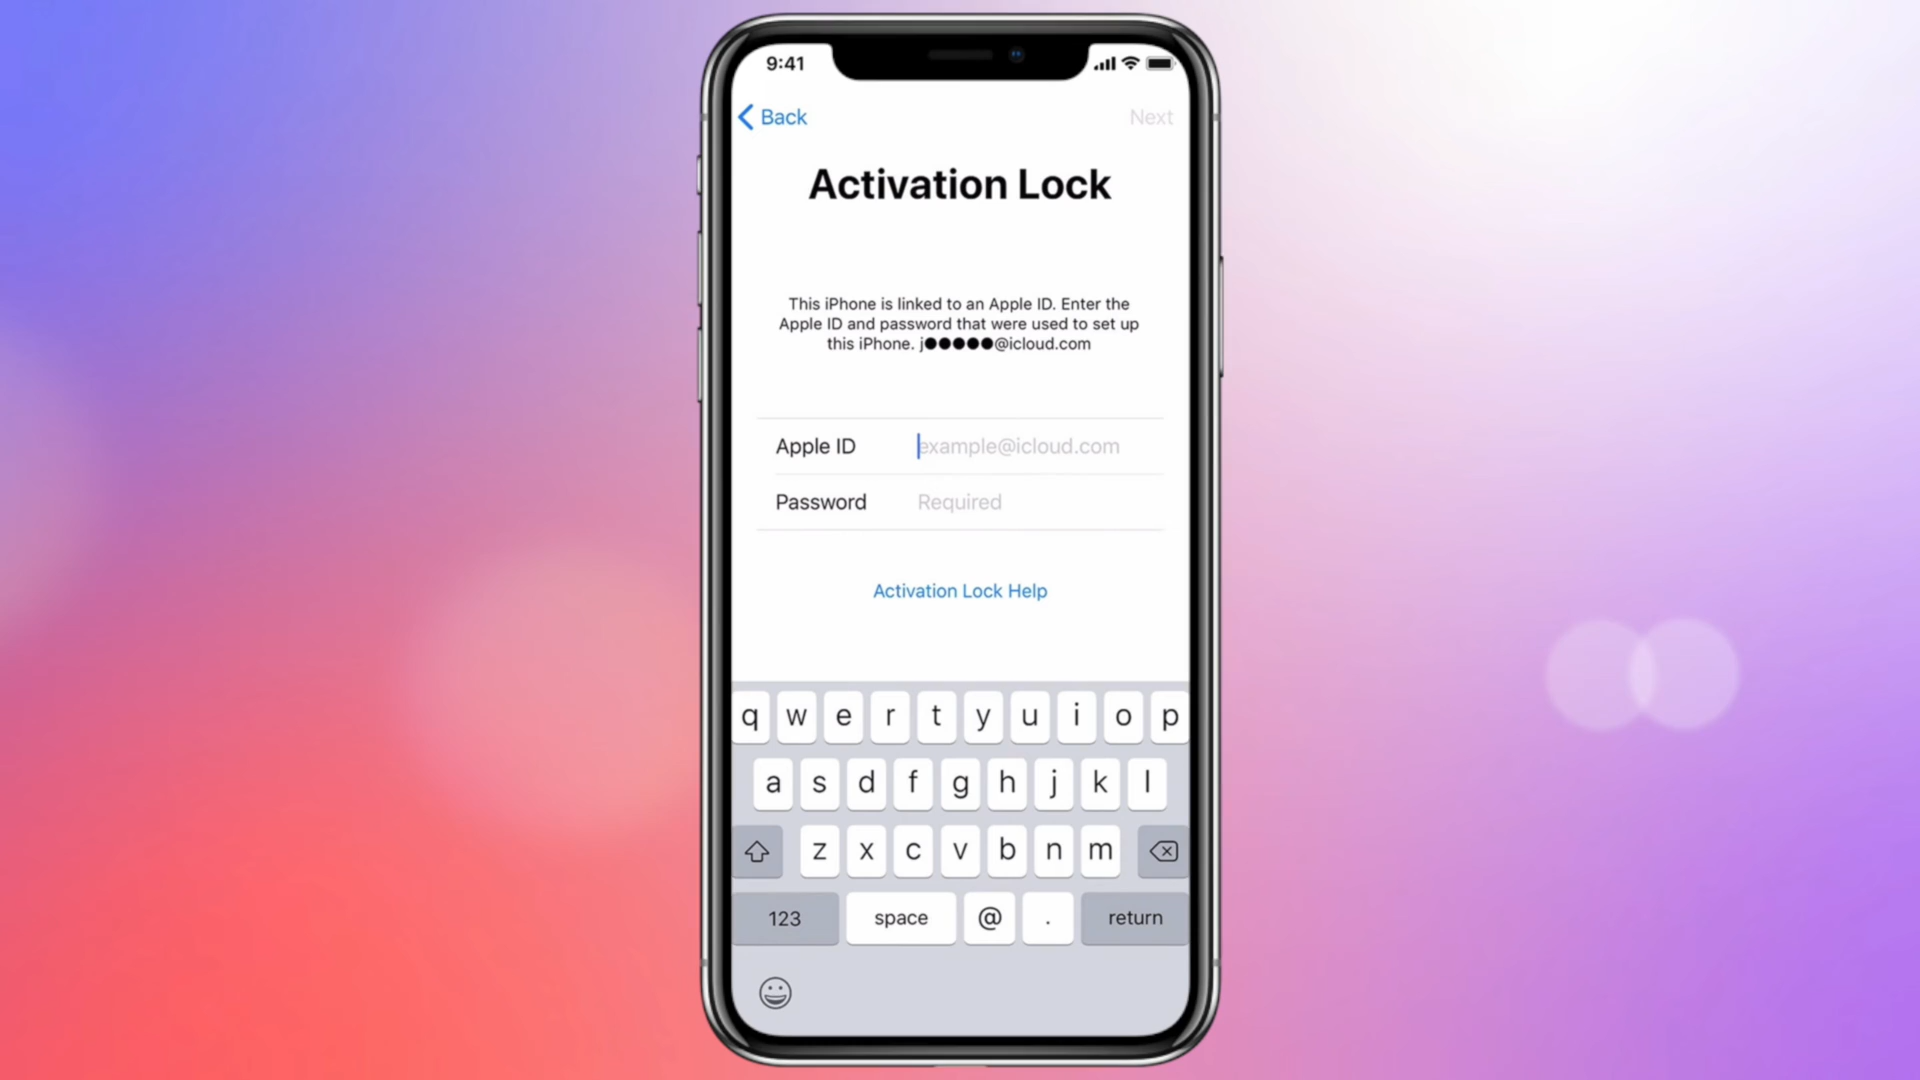 9:41
Back
Next
Activation Lock
This iPhone is linked to an Apple ID. Enter the
Apple ID and password that were used to set up
this iPhone. j●●●●●@icloud.com
Apple ID example@icloud.com
Password Required
Activation Lock Help
q w e r t y u i o p
a s d f g h j k l
z x c v b n m
123 space @ . return